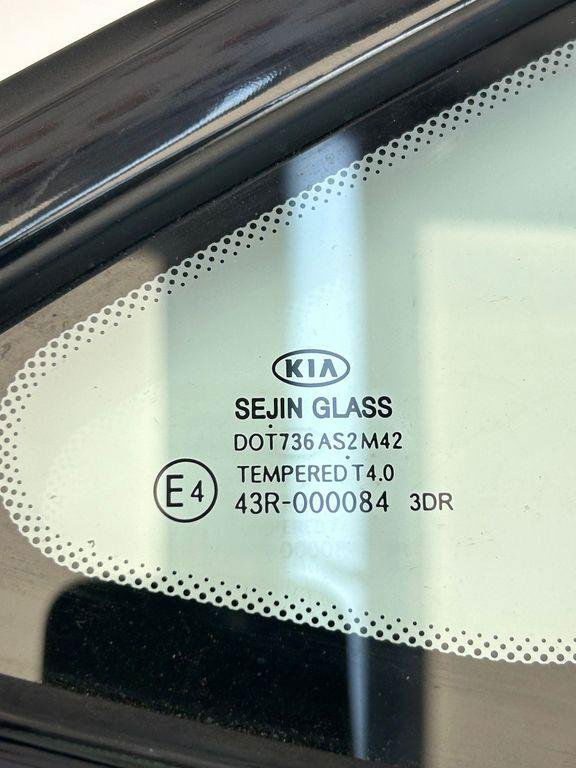 KIA
SEJIN GLASS
DOT736 AS2 M42
TEMPERED T4.0
E4 43R-000084 3DR